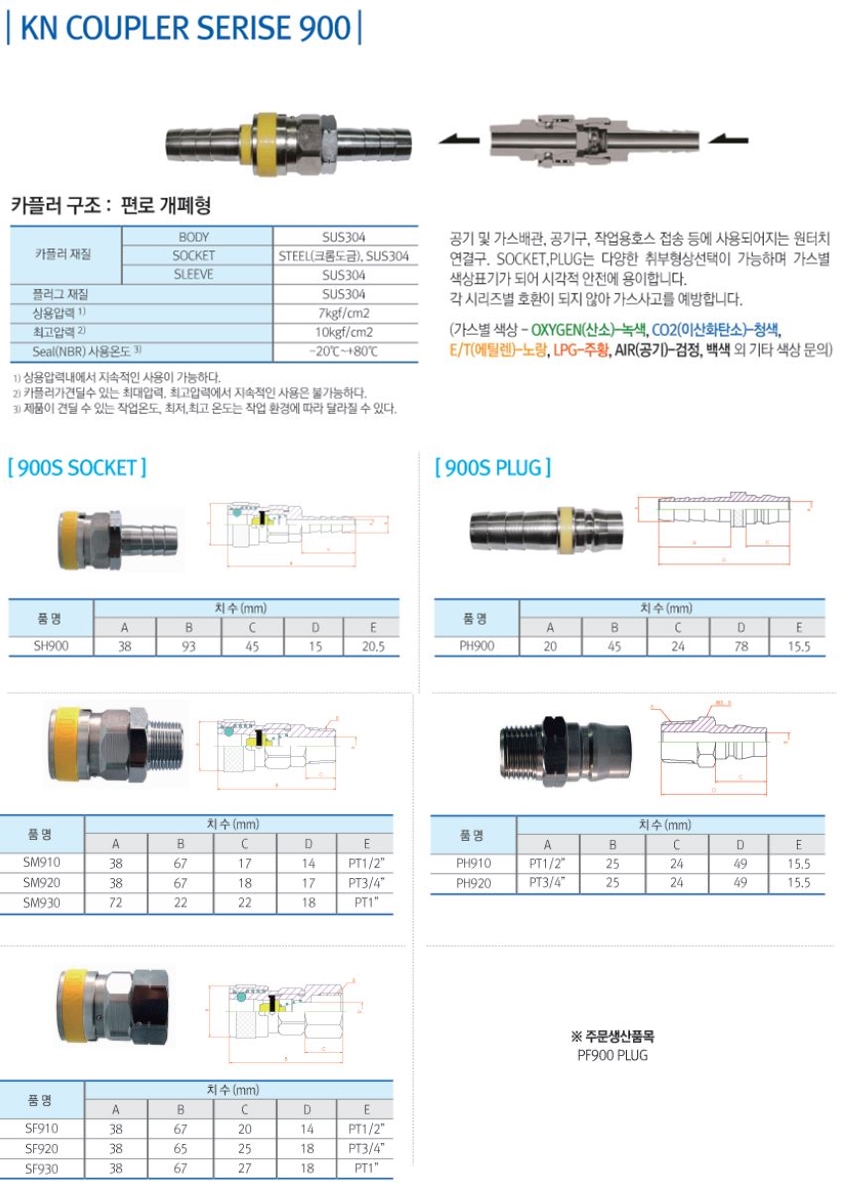 KN COUPLER SERISE 900
카플러 구조 : 편로 개폐형
카플러 재질 BODY SUS304
SOCKET STEEL(크롬도금), SUS304
SLEEVE SUS304
플러그 재질 SUS304
상용압력 1) 7kgf/cm2
최고압력 2) 10kgf/cm2
Seal(NBR) 사용온도 3) -20℃~+80℃
1) 상용압력내에서 지속적인 사용이 가능하다.
2) 카플러가견딜수 있는 최대압력. 최고압력에서 지속적인 사용은 불가능하다.
3) 제품이 견딜 수 있는 작업온도, 최저,최고 온도는 작업 환경에 따라 달라질 수 있다.
공기 및 가스배관, 공기구, 작업용호스 접송 등에 사용되어지는 원터치
연결구. SOCKET,PLUG는 다양한 취부형상선택이 가능하며 가스별
색상표기가 되어 시각적 안전에 용이합니다.
각 시리즈별 호환이 되지 않아 가스사고를 예방합니다.
(가스별 색상 - OXYGEN(산소)-녹색, CO2(이산화탄소)-청색,
E/T(에틸렌)-노랑, LPG-주황, AIR(공기)-검정, 백색 외 기타 색상 문의)
[ 900S SOCKET ]
품 명 치 수 (mm)
A B C D E
SH900 38 93 45 15 20.5
품 명 치 수 (mm)
A B C D E
SM910 38 67 17 14 PT1/2"
SM920 38 67 18 17 PT3/4"
SM930 72 22 22 18 PT1"
품 명 치 수 (mm)
A B C D E
SF910 38 67 20 14 PT1/2"
SF920 38 65 25 18 PT3/4"
SF930 38 67 27 18 PT1"
[ 900S PLUG ]
품 명 치 수 (mm)
A B C D E
PH900 20 45 24 78 15.5
품 명 치 수 (mm)
A B C D E
PH910 PT1/2" 25 24 49 15.5
PH920 PT3/4" 25 24 49 15.5
※ 주문생산품목
PF900 PLUG